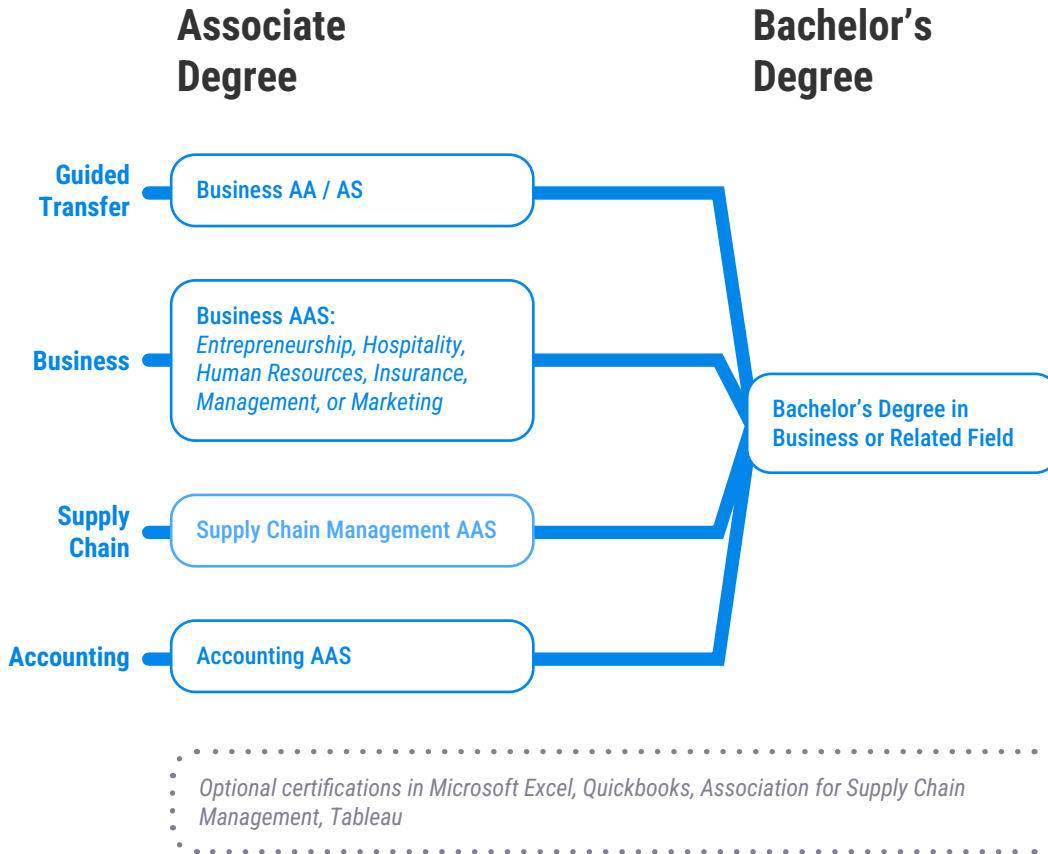 Associate
Degree
Bachelor’s
Degree
Guided
Transfer
Business AA / AS
Business
Business AAS:
Entrepreneurship, Hospitality,
Human Resources, Insurance,
Management, or Marketing
Bachelor’s Degree in
Business or Related Field
Supply
Chain
Supply Chain Management AAS
Accounting
Accounting AAS
Optional certifications in Microsoft Excel, Quickbooks, Association for Supply Chain
Management, Tableau